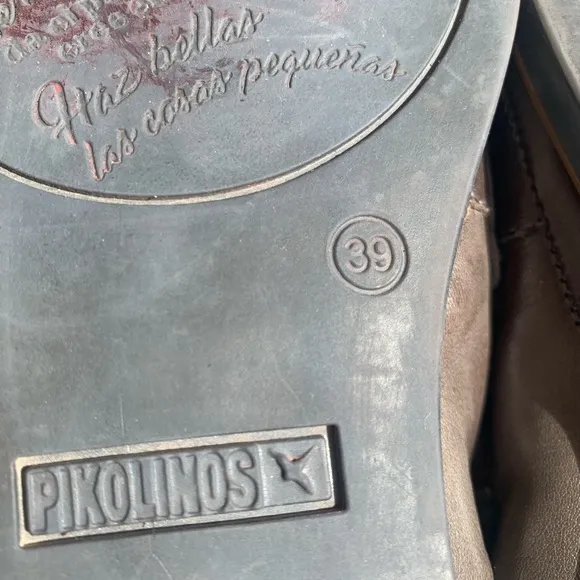 Haz bellas
las cosas pequeñas
39
PIKOLINOS